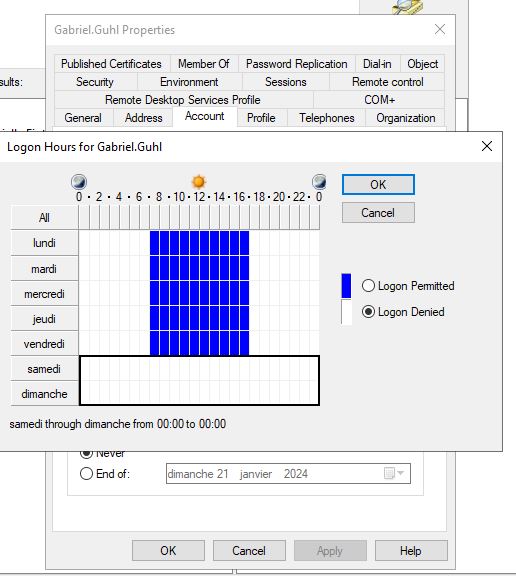 Gabriel.Guhl Properties
Published Certificates Member Of Password Replication Dial-in Object
sults:
Security Environment Sessions Remote control
Remote Desktop Services Profile COM+
General Address Account Profile Telephones Organization
Logon Hours for Gabriel.Guhl
0 · 2 · 4 · 6 · 8 · 10 · 12 · 14 · 16 · 18 · 20 · 22 · 0
OK
Cancel
All
lundi
mardi
mercredi
jeudi
vendredi
samedi
dimanche
Logon Permitted
Logon Denied
samedi through dimanche from 00:00 to 00:00
Never
End of: dimanche 21 janvier 2024
OK Cancel Apply Help